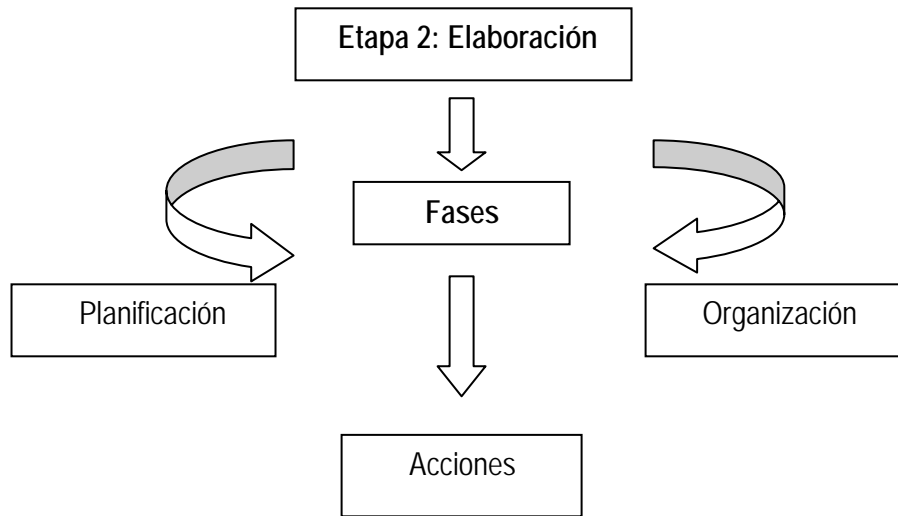 Etapa 2: Elaboración
Fases
Planificación
Organización
Acciones